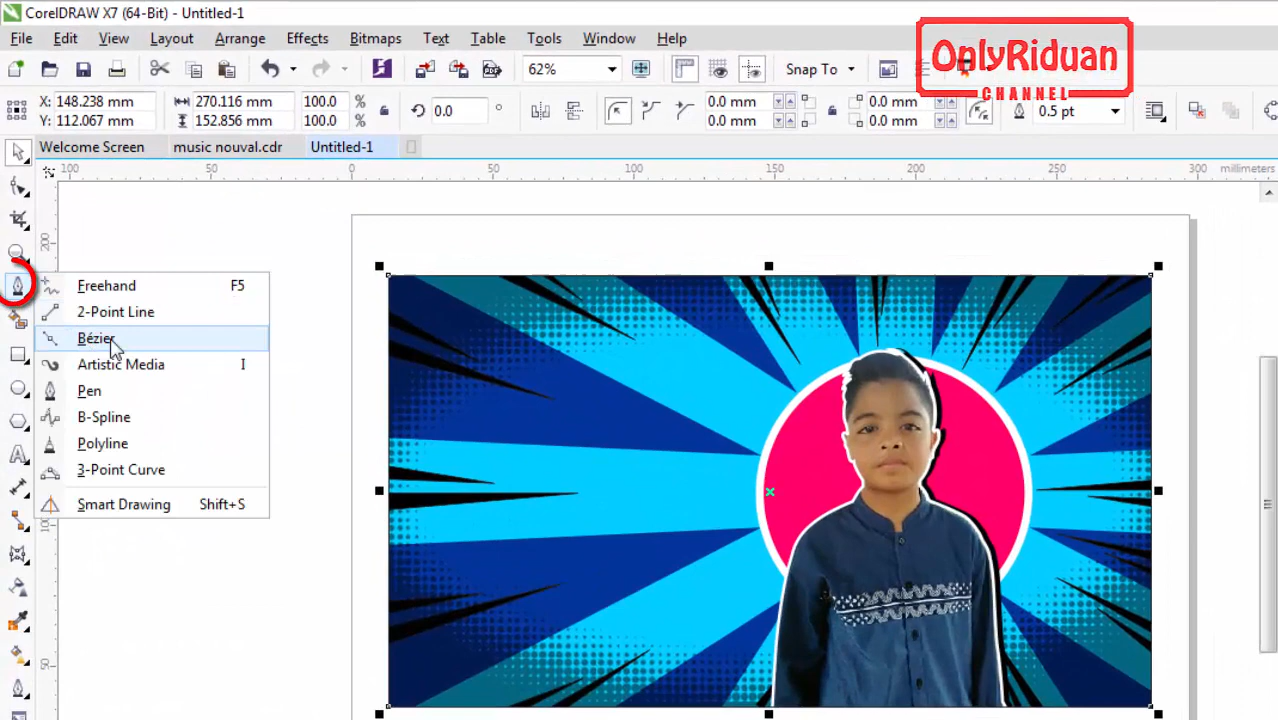 CorelDRAW X7 (64-Bit) - Untitled-1
File Edit View Layout Arrange Effects Bitmaps Text Table Tools Window Help
OnlyRiduan
CHANNEL
62% Snap To
X: 148.238 mm 270.116 mm 100.0 % 0.0 ° 0.0 mm 0.0 mm 0.5 pt
Y: 112.067 mm 152.856 mm 100.0 % 0.0 mm 0.0 mm
Welcome Screen music nouval.cdr Untitled-1
100 50 0 50 100 150 200 250 300 millimeters
200
Freehand F5
2-Point Line
Bézier
Artistic Media I
Pen
B-Spline
Polyline
3-Point Curve
Smart Drawing Shift+S
100
50